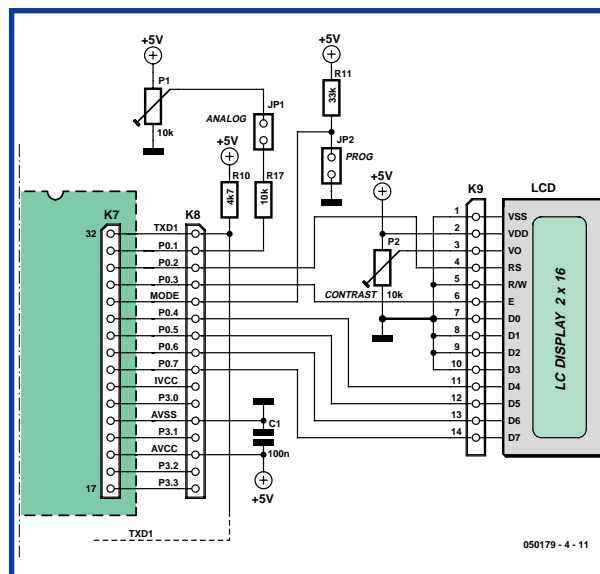 +5V
P1
10k
ANALOG
JP1
+5V
R10
4k7
R17
10k
+5V
R11
33k
JP2
PROG
+5V
P2
CONTRAST
10k
K7
K8
32
TXD1
P0.1
P0.2
P0.3
MODE
P0.4
P0.5
P0.6
P0.7
IVCC
P3.0
AVSS
P3.1
AVCC
P3.2
17
P3.3
C1
100n
+5V
TXD1
K9
LCD
1 VSS
2 VDD
3 VO
4 RS
5 R/W
6 E
7 D0
8 D1
9 D2
10 D3
11 D4
12 D5
13 D6
14 D7
LC DISPLAY 2 x 16
050179 - 4 - 11